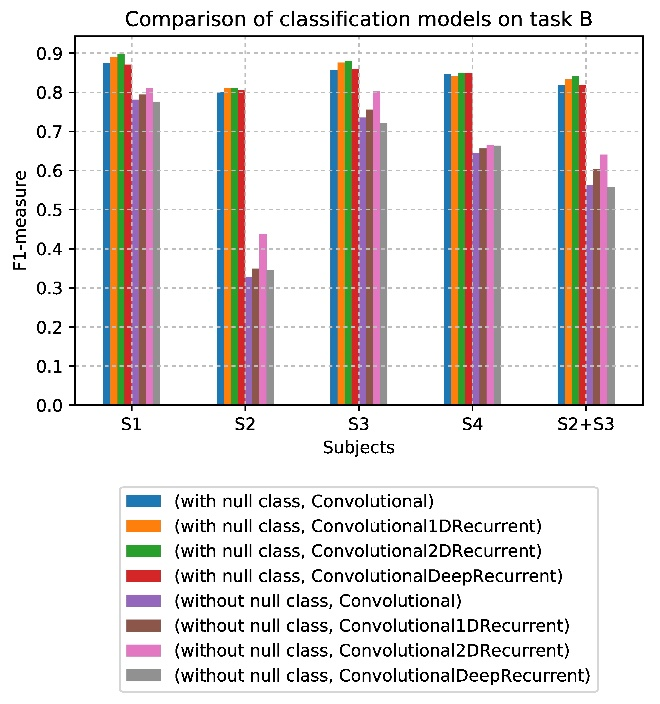 Comparison of classification models on task B
F1-measure
0.9
0.8
0.7
0.6
0.5
0.4
0.3
0.2
0.1
0.0
S1 S2 S3 S4 S2+S3
Subjects
(with null class, Convolutional)
(with null class, Convolutional1DRecurrent)
(with null class, Convolutional2DRecurrent)
(with null class, ConvolutionalDeepRecurrent)
(without null class, Convolutional)
(without null class, Convolutional1DRecurrent)
(without null class, Convolutional2DRecurrent)
(without null class, ConvolutionalDeepRecurrent)